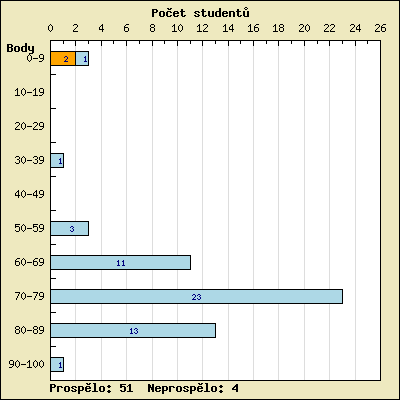 Počet studentů
0 2 4 6 8 10 12 14 16 18 20 22 24 26
Body
0-9 2 1
10-19
20-29
30-39 1
40-49
50-59 3
60-69 11
70-79 23
80-89 13
90-100 1
Prospělo: 51 Neprospělo: 4